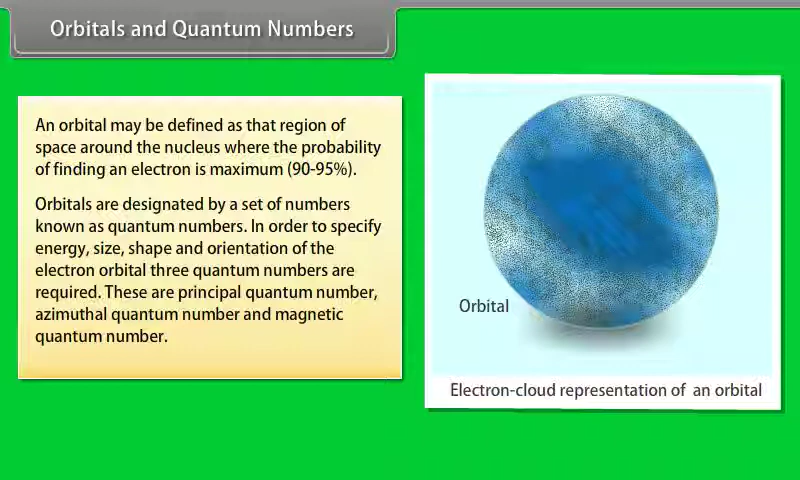 Orbitals and Quantum Numbers
An orbital may be defined as that region of
space around the nucleus where the probability
of finding an electron is maximum (90-95%).
Orbitals are designated by a set of numbers
known as quantum numbers. In order to specify
energy, size, shape and orientation of the
electron orbital three quantum numbers are
required. These are principal quantum number,
azimuthal quantum number and magnetic
quantum number.
Orbital
Electron-cloud representation of an orbital